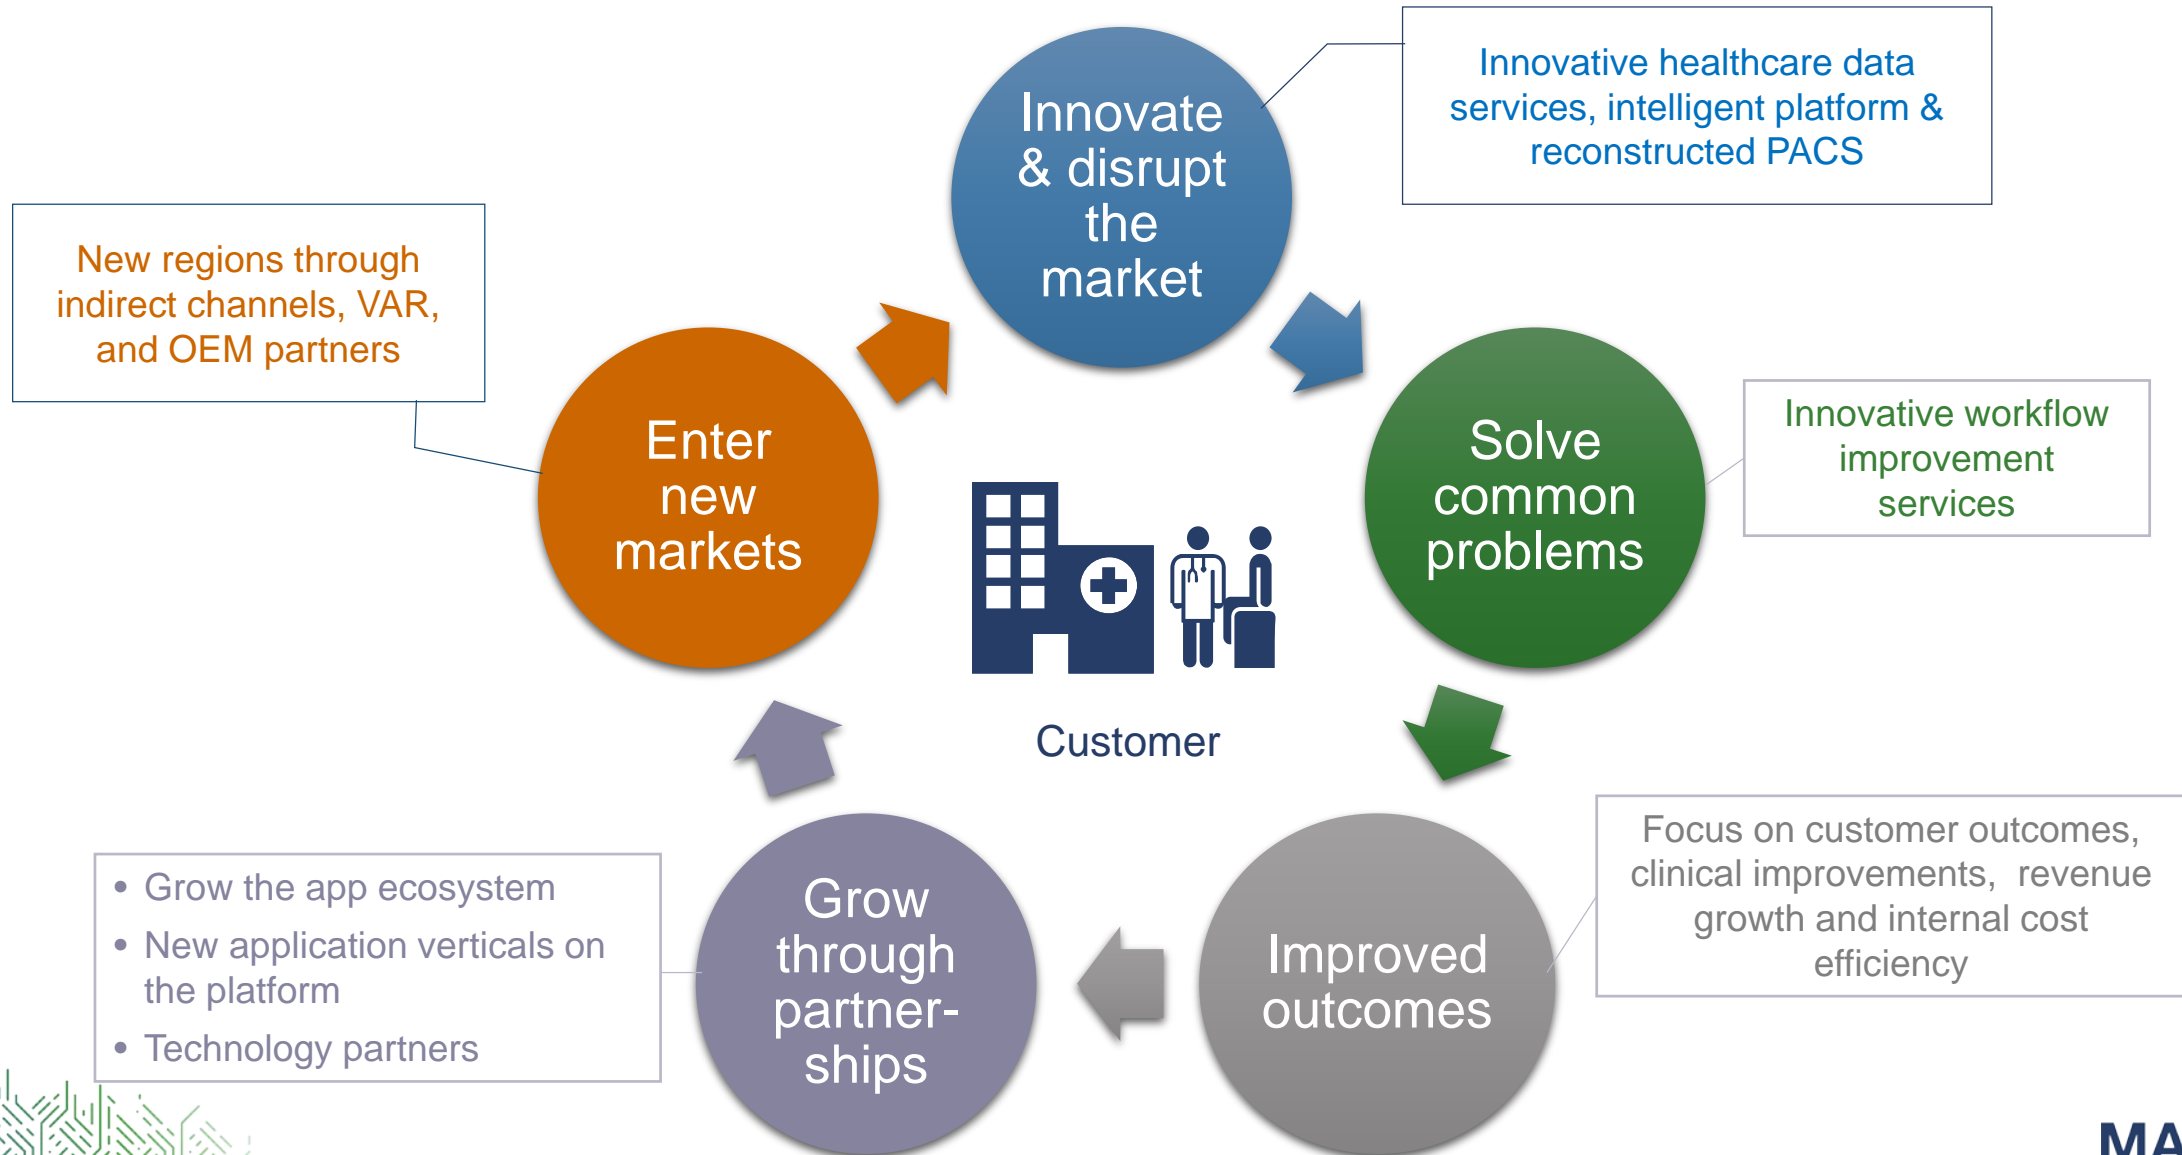 Innovate
& disrupt
the
market
Innovative healthcare data
services, intelligent platform &
reconstructed PACS
New regions through
indirect channels, VAR,
and OEM partners
Enter
new
markets
Solve
common
problems
Innovative workflow
improvement
services
Customer
Focus on customer outcomes,
clinical improvements, revenue
growth and internal cost
efficiency
Improved
outcomes
Grow
through
partner-
ships
• Grow the app ecosystem
• New application verticals on
the platform
• Technology partners